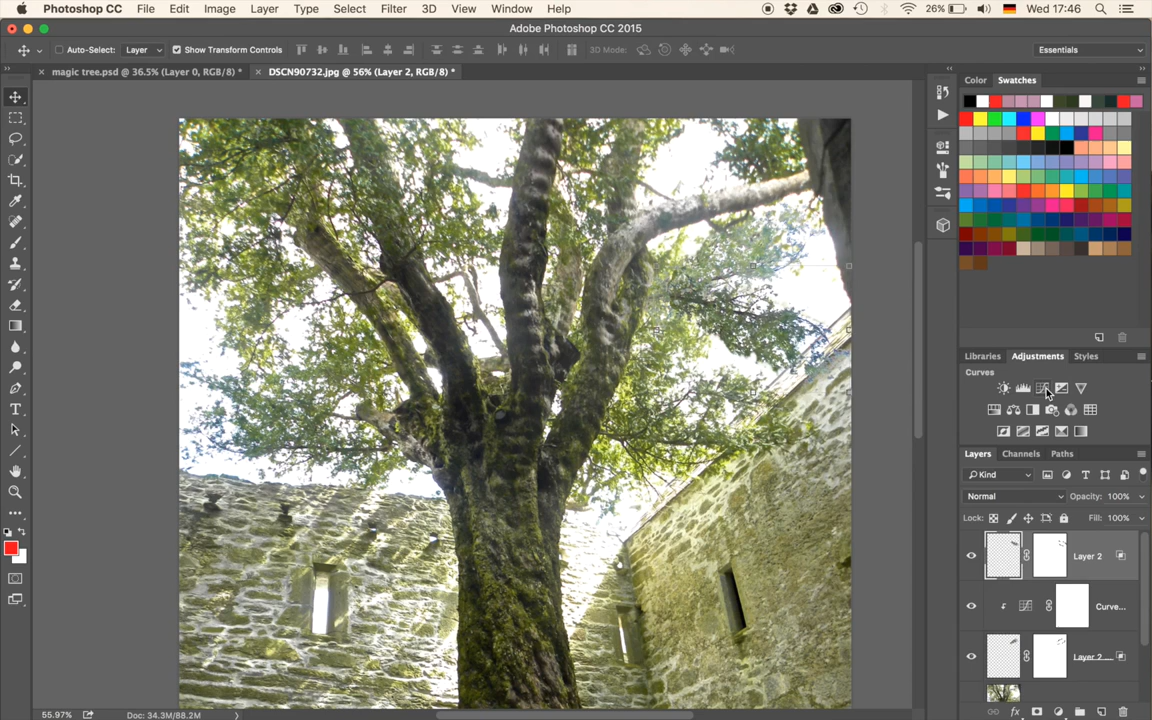 Photoshop CC File Edit Image Layer Type Select Filter 3D View Window Help 26% Wed 17:46
Adobe Photoshop CC 2015
Auto-Select: Layer Show Transform Controls 3D Mode: Essentials
magic tree.psd @ 36.5% (Layer 0, RGB/8) * DSCN90732.jpg @ 56% (Layer 2, RGB/8) *
Color Swatches
Libraries Adjustments Styles
Curves
Layers Channels Paths
Kind
Normal Opacity: 100%
Lock: Fill: 100%
Layer 2
Curve...
Layer 2
55.97% Doc: 34.3M/88.2M